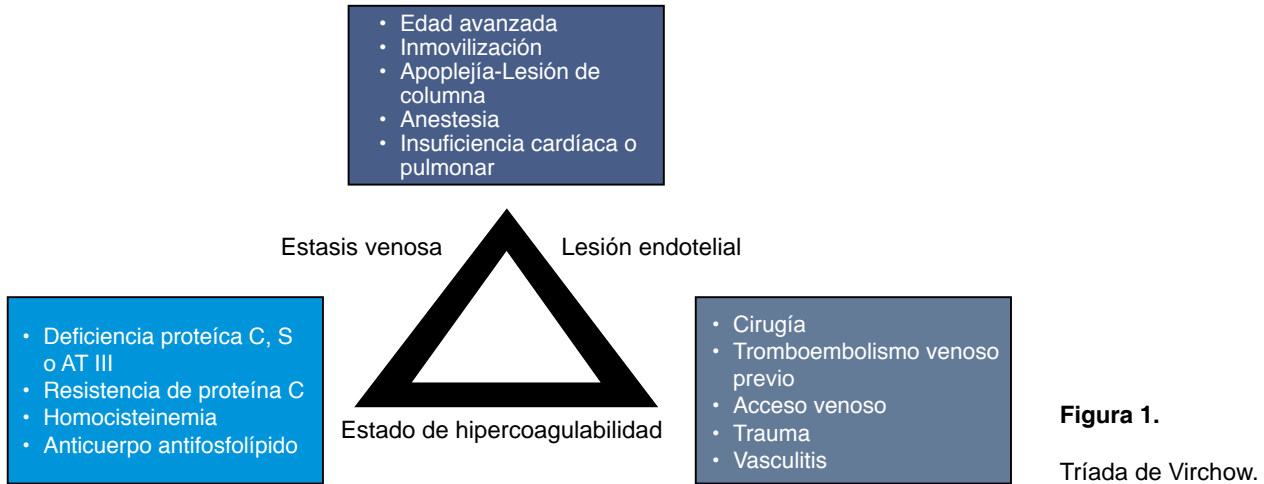 • Edad avanzada
• Inmovilización
• Apoplejía-Lesión de
columna
• Anestesia
• Insuficiencia cardíaca o
pulmonar
Estasis venosa
Lesión endotelial
• Deficiencia proteíca C, S
o AT III
• Resistencia de proteína C
• Homocisteinemia
• Anticuerpo antifosfolípido
Estado de hipercoagulabilidad
• Cirugía
• Tromboembolismo venoso
previo
• Acceso venoso
• Trauma
• Vasculitis
Figura 1.
Tríada de Virchow.